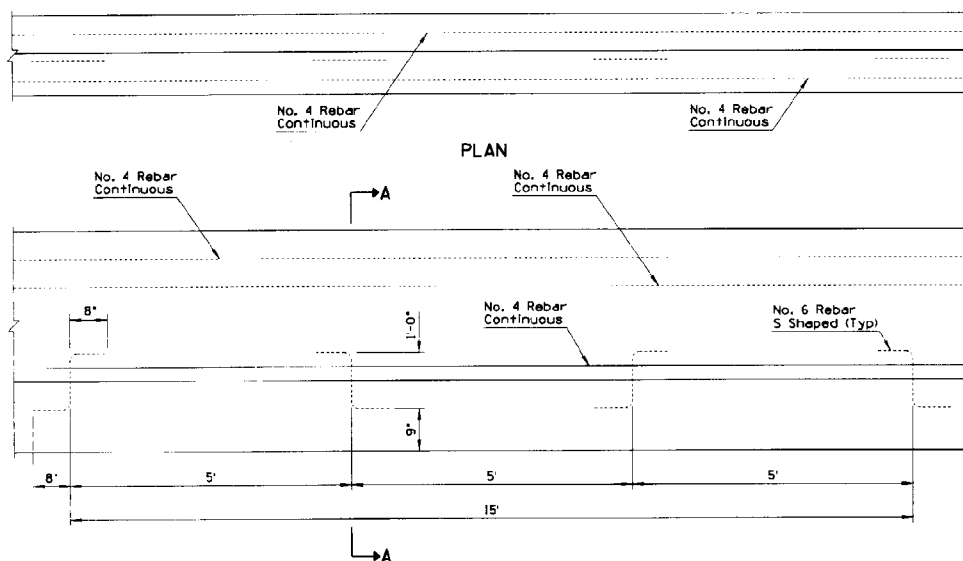 No. 4 Rebar
Continuous
No. 4 Rebar
Continuous
PLAN
No. 4 Rebar
Continuous
A
No. 4 Rebar
Continuous
8"
No. 4 Rebar
Continuous
1'-0"
No. 6 Rebar
S Shaped (Typ)
9"
8'
5'
5'
5'
15'
A